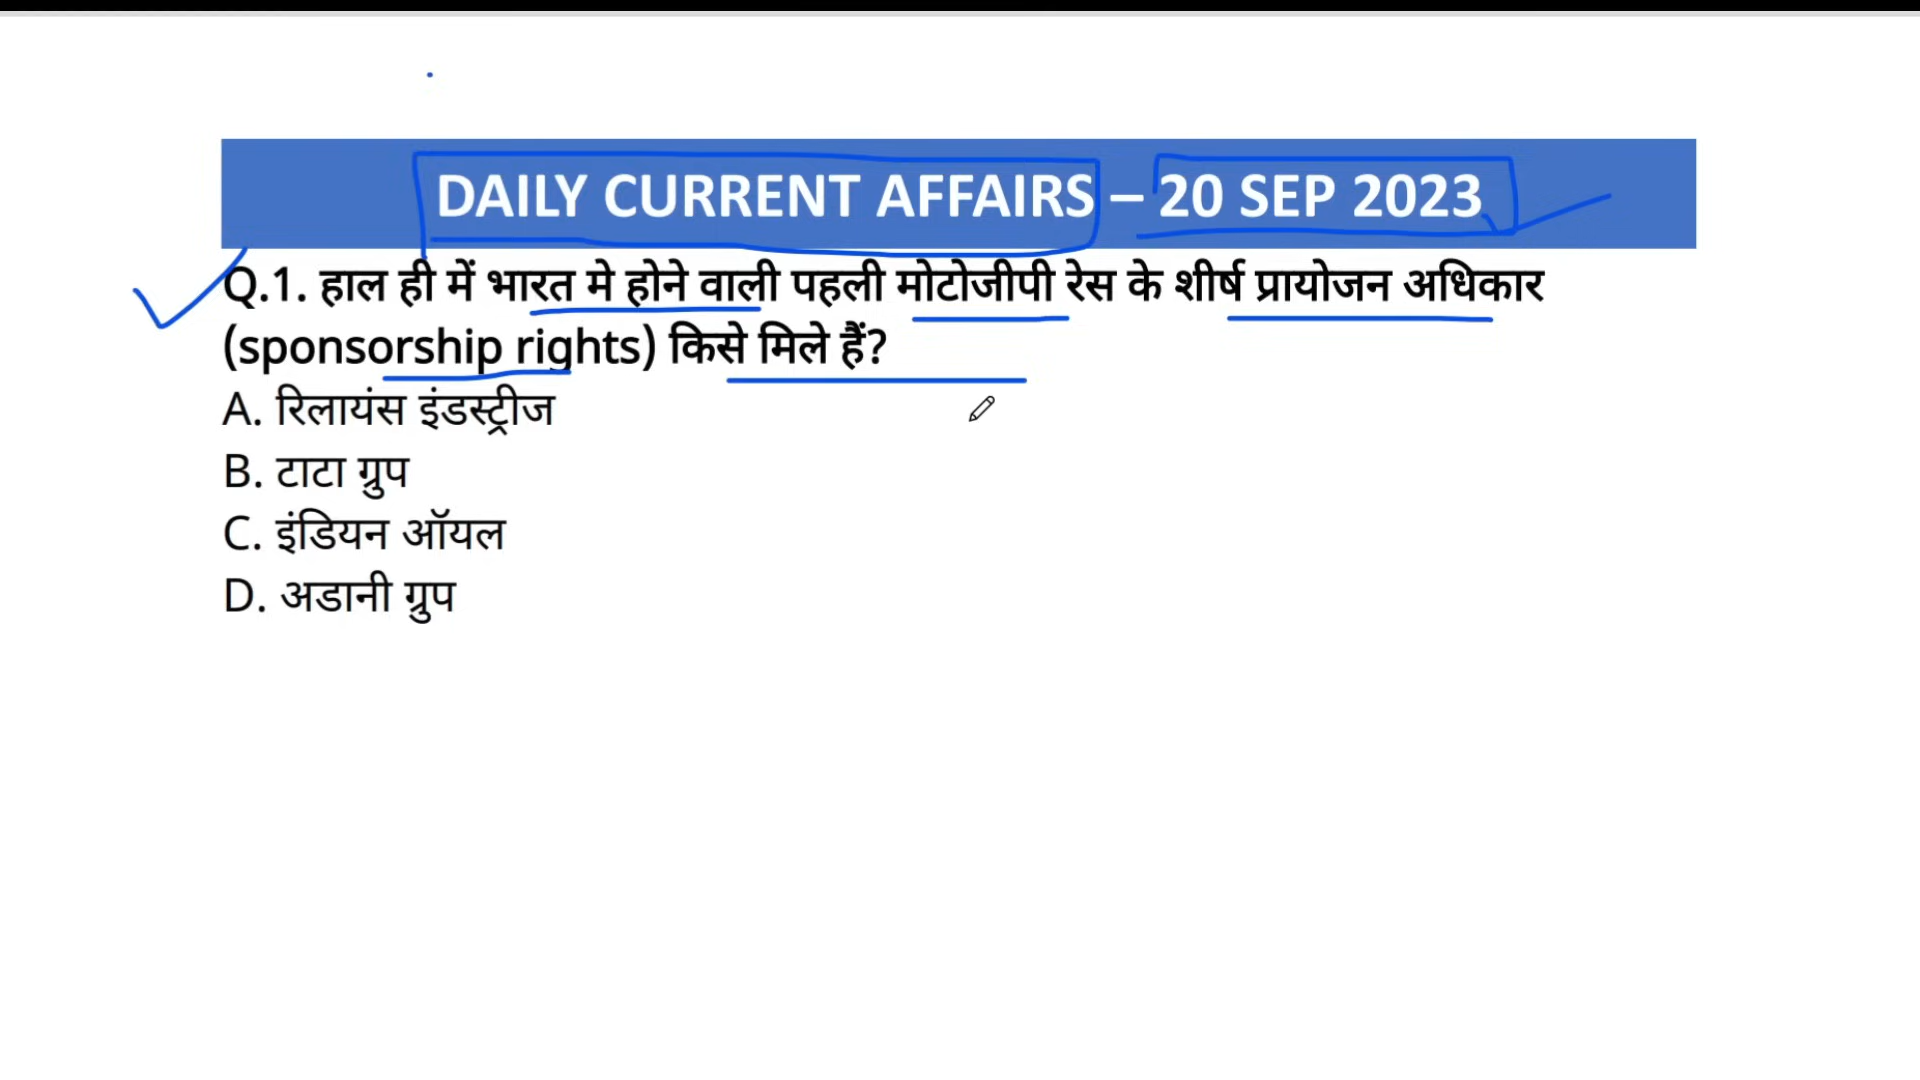 DAILY CURRENT AFFAIRS – 20 SEP 2023
Q.1. हाल ही में भारत मे होने वाली पहली मोटोजीपी रेस के शीर्ष प्रायोजन अधिकार
(sponsorship rights) किसे मिले हैं?
A. रिलायंस इंडस्ट्रीज
B. टाटा ग्रुप
C. इंडियन ऑयल
D. अडानी ग्रुप